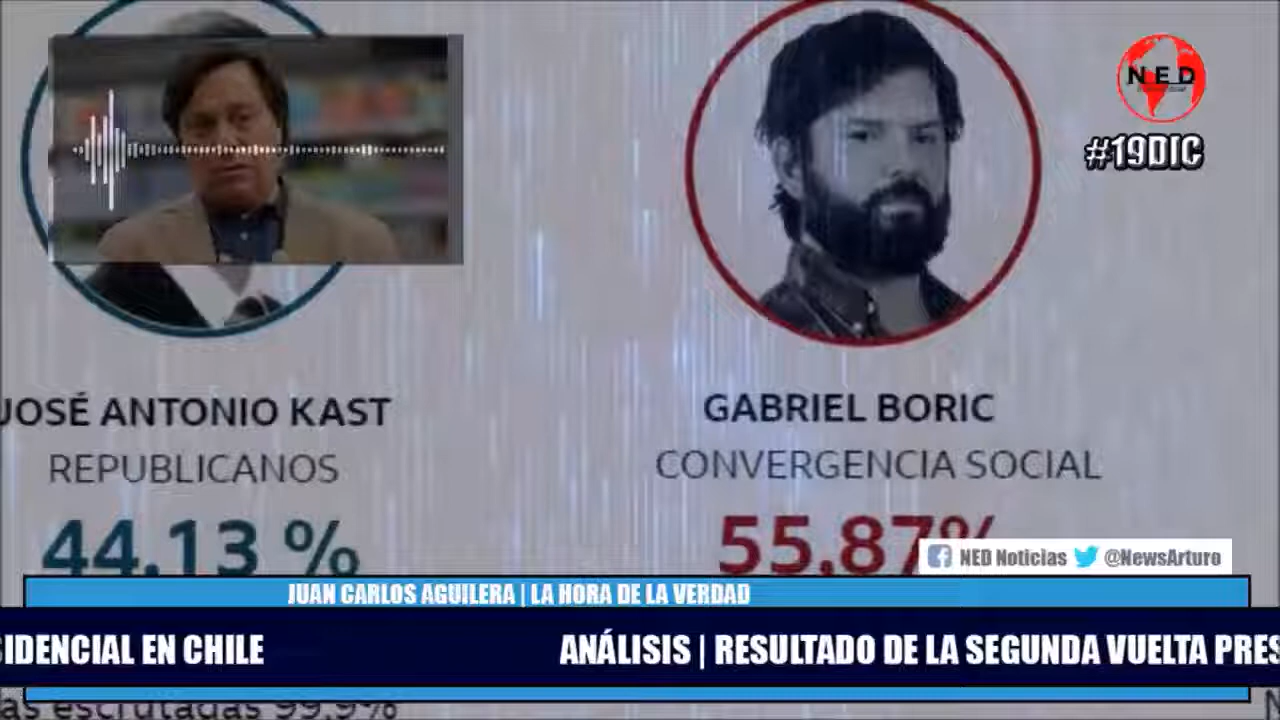 NED
#19DIC
JOSÉ ANTONIO KAST
REPUBLICANOS
44.13 %
GABRIEL BORIC
CONVERGENCIA SOCIAL
55.87%
NED Noticias @NewsArturo
JUAN CARLOS AGUILERA | LA HORA DE LA VERDAD
SIDENCIAL EN CHILE ANÁLISIS | RESULTADO DE LA SEGUNDA VUELTA PRES
as escrutadas 99.9%